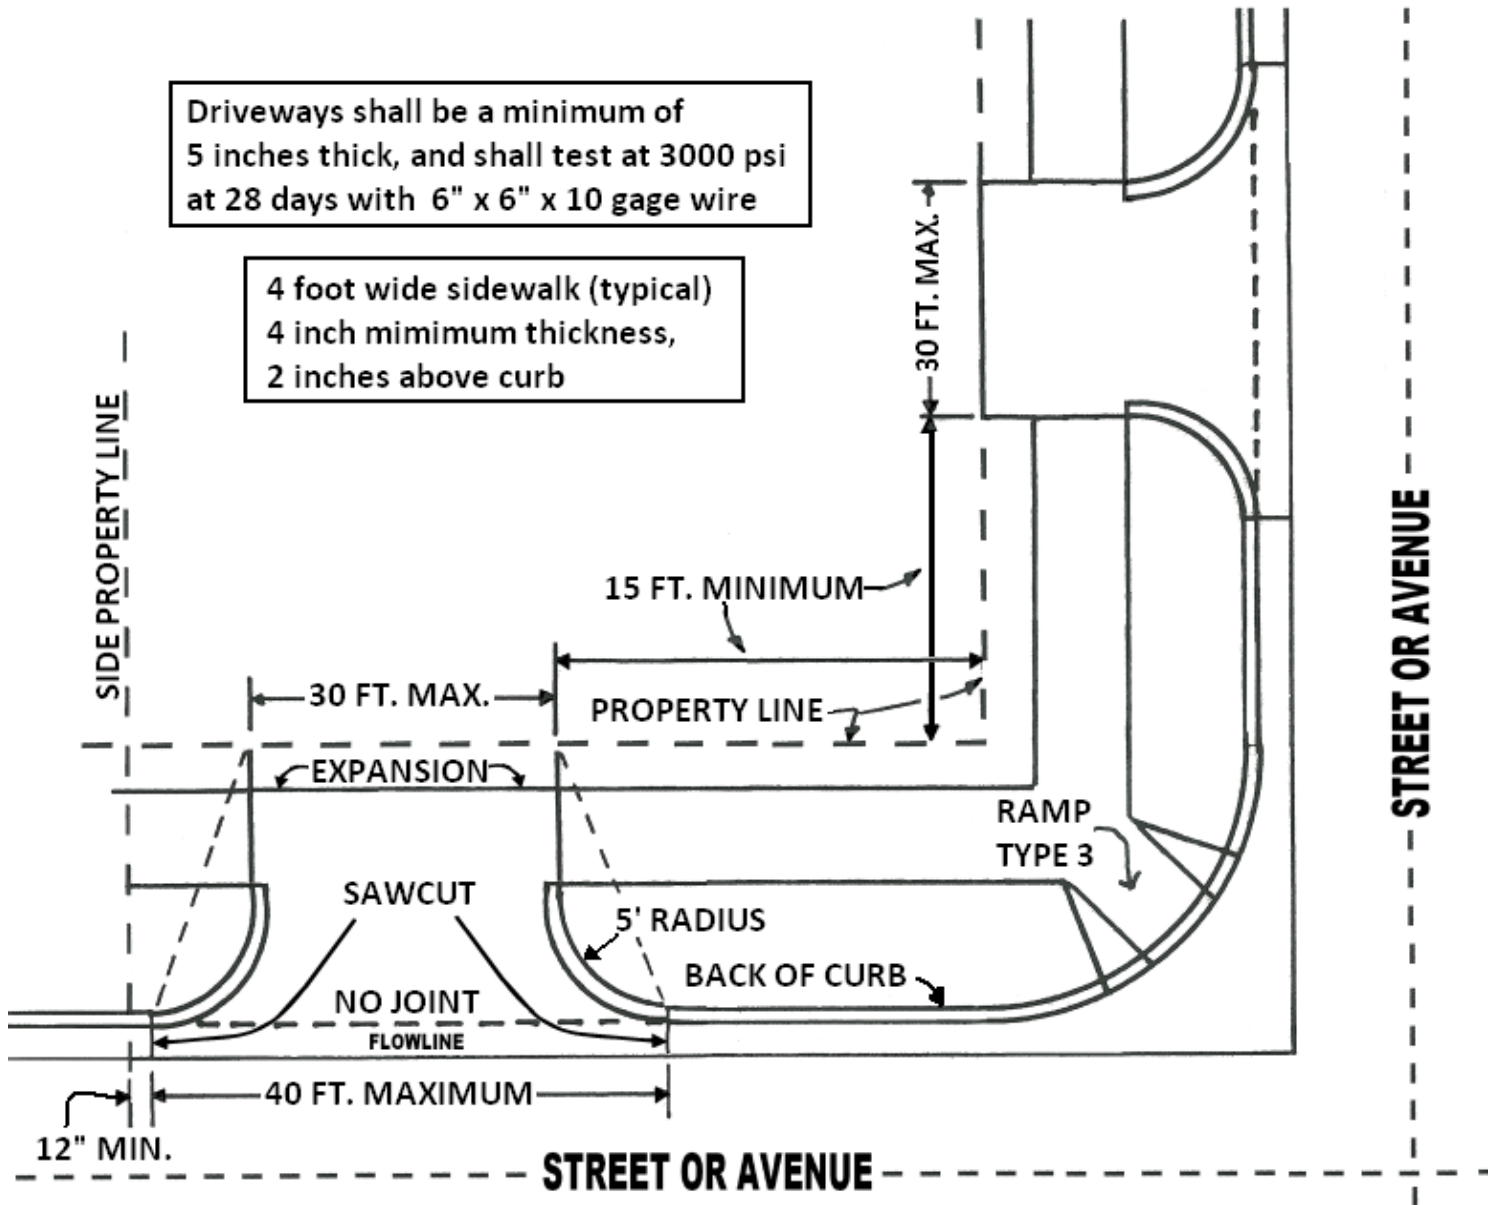 Driveways shall be a minimum of
5 inches thick, and shall test at 3000 psi
at 28 days with 6" x 6" x 10 gage wire
4 foot wide sidewalk (typical)
4 inch mimimum thickness,
2 inches above curb
30 FT. MAX.
SIDE PROPERTY LINE
15 FT. MINIMUM
STREET OR AVENUE
30 FT. MAX.
PROPERTY LINE
EXPANSION
RAMP
TYPE 3
SAWCUT
5' RADIUS
BACK OF CURB
NO JOINT
FLOWLINE
40 FT. MAXIMUM
12" MIN.
STREET OR AVENUE